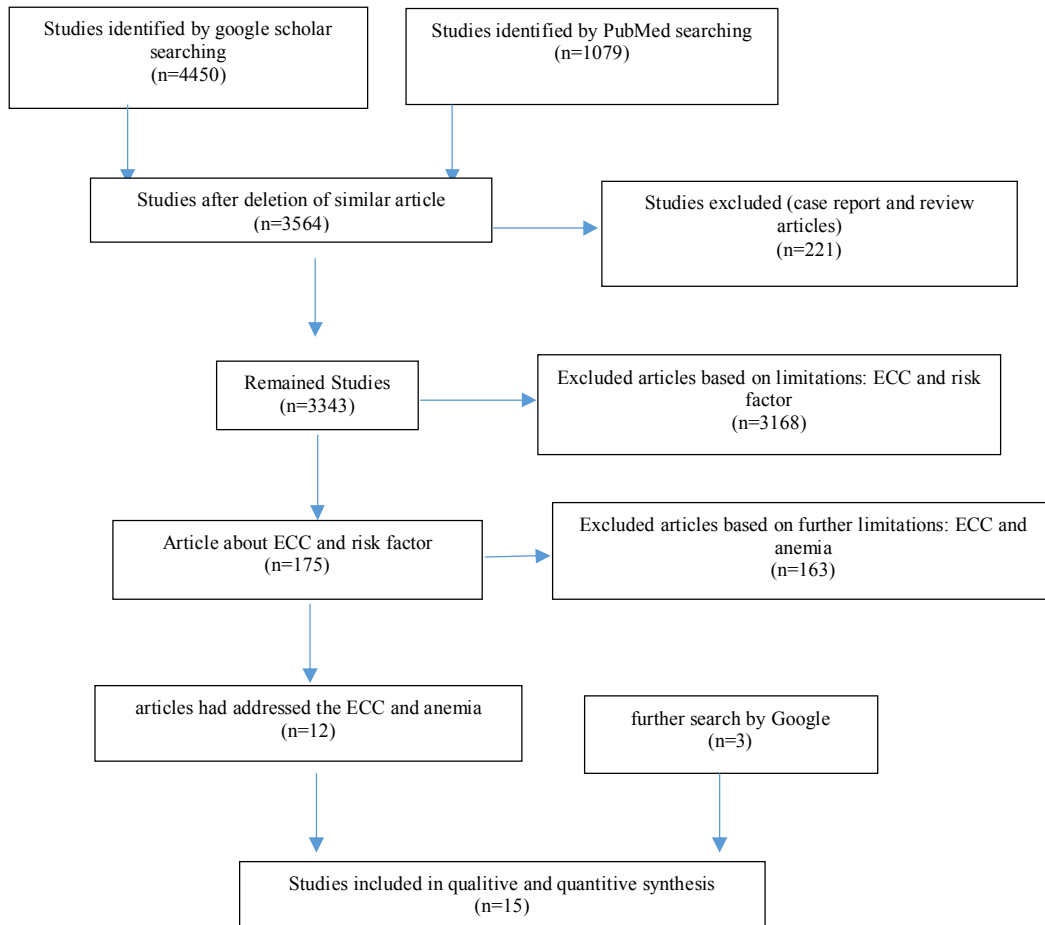 Studies identified by google scholar
searching
(n=4450)
Studies identified by PubMed searching
(n=1079)
Studies after deletion of similar article
(n=3564)
Studies excluded (case report and review
articles)
(n=221)
Remained Studies
(n=3343)
Excluded articles based on limitations: ECC and risk
factor
(n=3168)
Article about ECC and risk factor
(n=175)
Excluded articles based on further limitations: ECC and
anemia
(n=163)
articles had addressed the ECC and anemia
(n=12)
further search by Google
(n=3)
Studies included in qualitive and quantitive synthesis
(n=15)